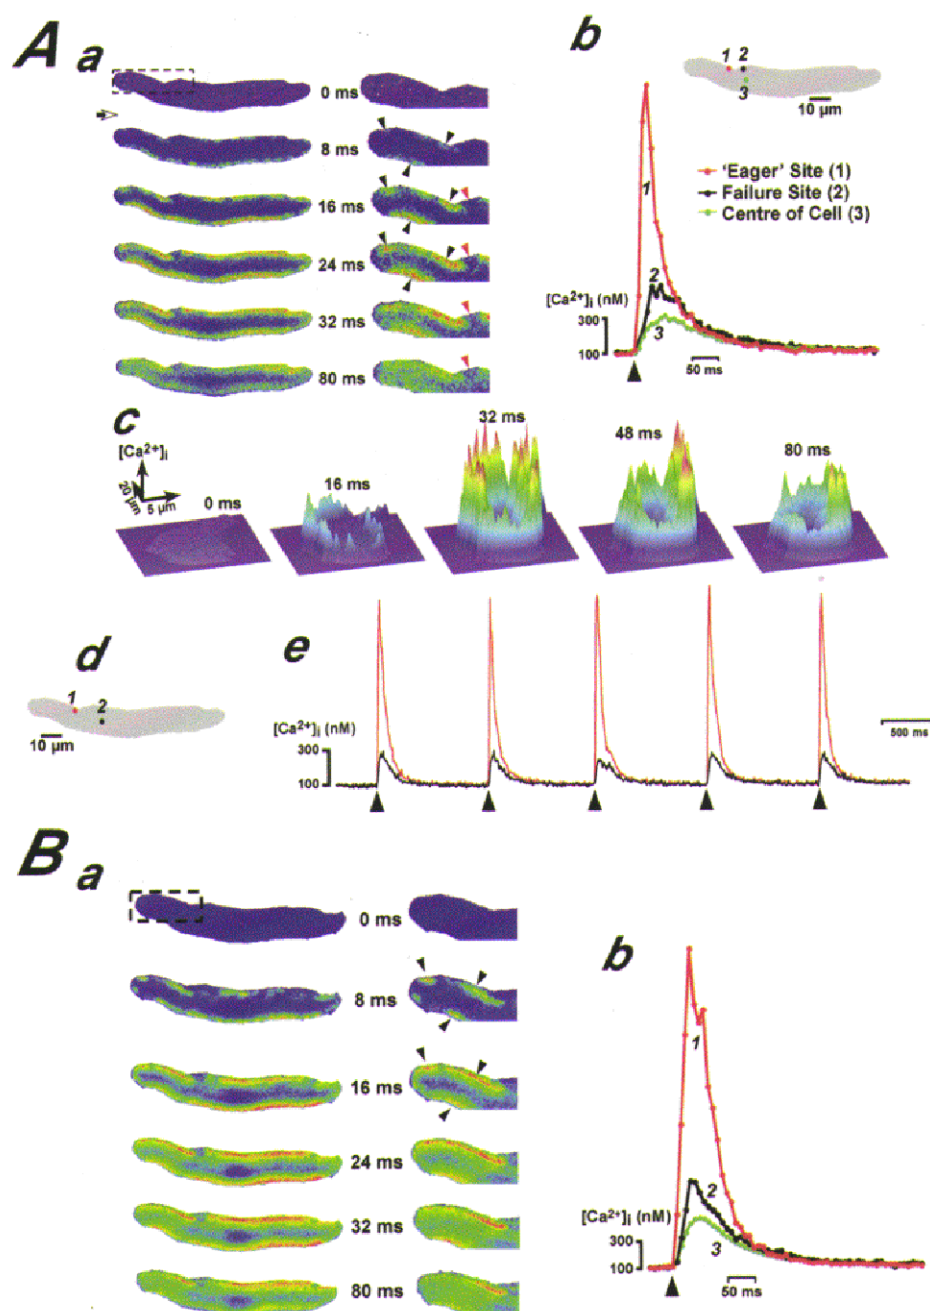 A
a
0 ms
8 ms
16 ms
24 ms
32 ms
80 ms
b
1 2
3
10 µm
'Eager' Site (1)
Failure Site (2)
Centre of Cell (3)
1
2
3
[Ca2+]i (nM)
300
100
50 ms
c
[Ca2+]i
20 µm
5 µm
0 ms
16 ms
32 ms
48 ms
80 ms
d
1
2
10 µm
e
[Ca2+]i (nM)
300
100
500 ms
B
a
0 ms
8 ms
16 ms
24 ms
32 ms
80 ms
b
1
2
3
[Ca2+]i (nM)
300
100
50 ms